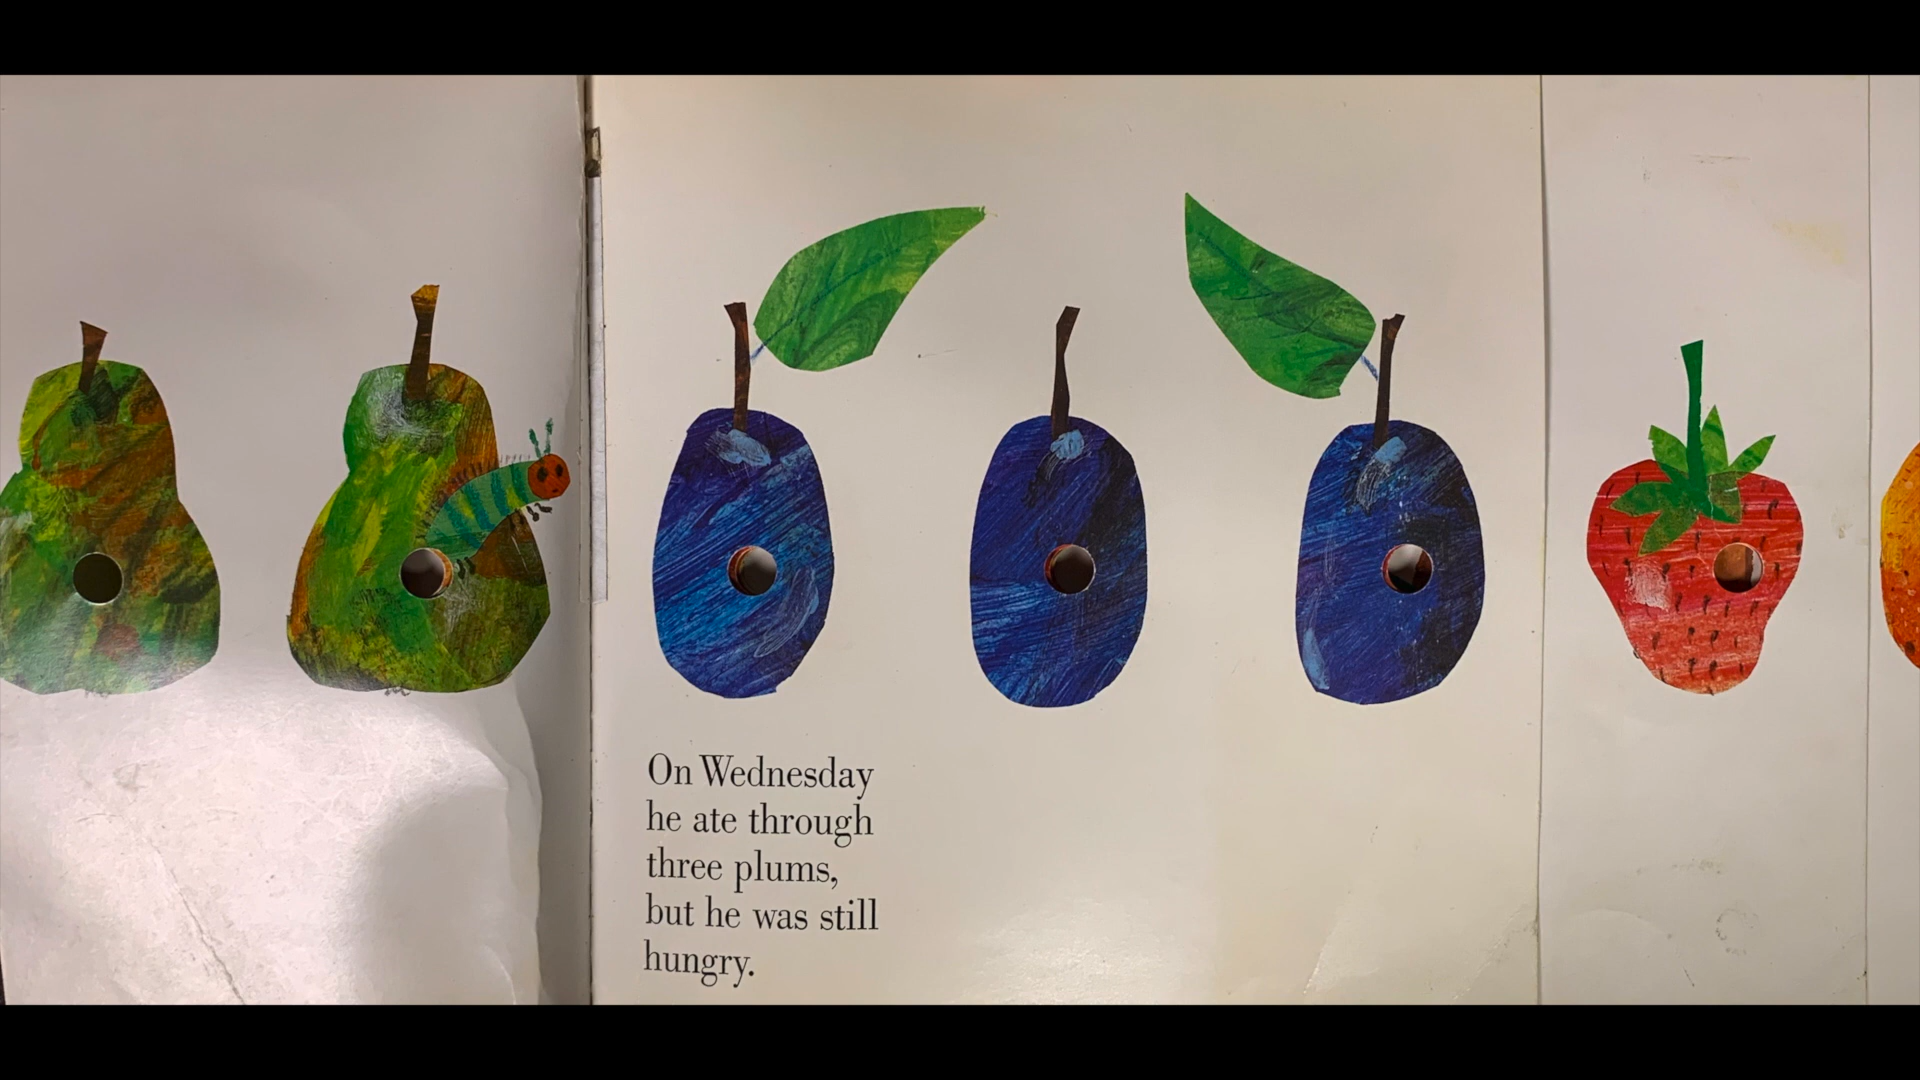 On Wednesday
he ate through
three plums,
but he was still
hungry.